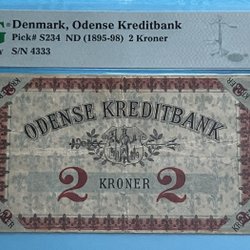 Denmark, Odense Kreditbank
Pick# S234 ND (1895-98) 2 Kroner
S/N 4333
ODENSE KREDITBANK
2 KRONER 2